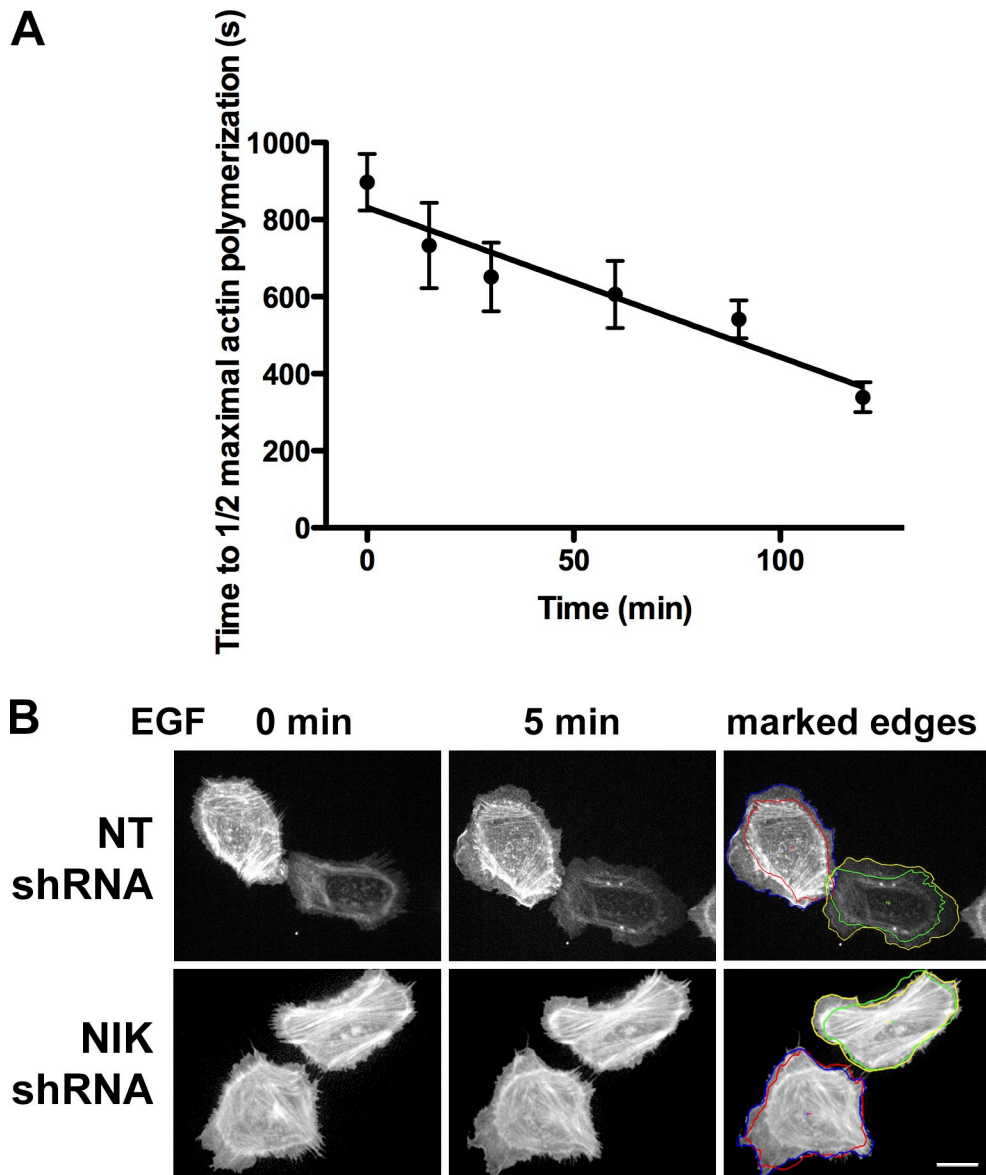 A
Time to 1/2 maximal actin polymerization (s)
1000
800
600
400
200
0
0 50 100
Time (min)
B
EGF 0 min 5 min marked edges
NT
shRNA
NIK
shRNA